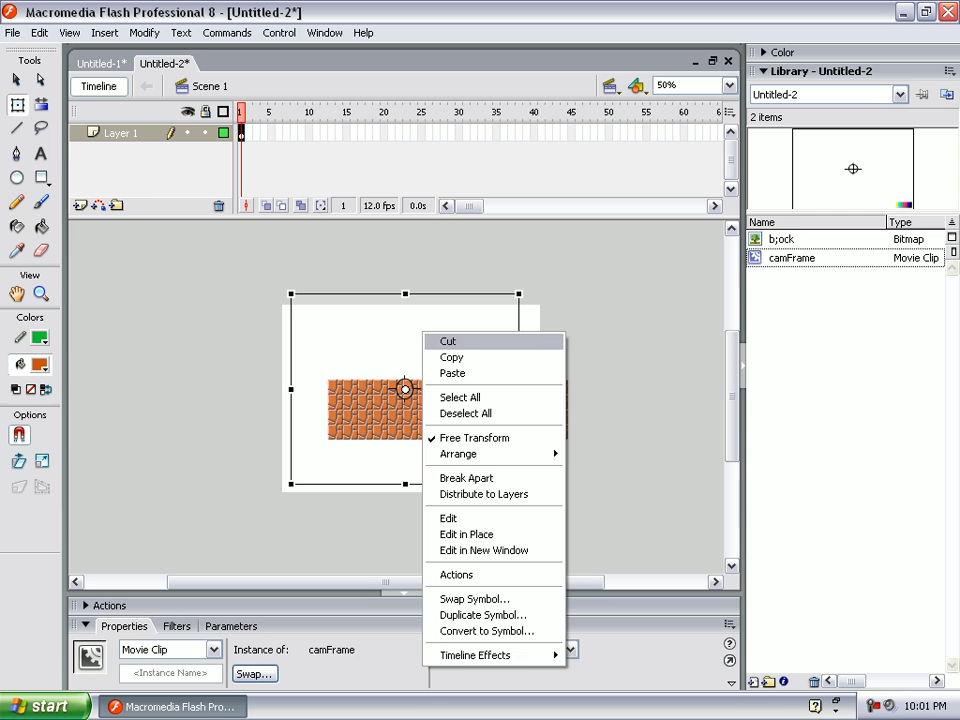 Macromedia Flash Professional 8 - [Untitled-2*]
File Edit View Insert Modify Text Commands Control Window Help
Tools
View
Colors
Options
Untitled-1* Untitled-2*
Timeline Scene 1 50%
1 5 10 15 20 25 30 35 40 45 50 55 60 6
Layer 1
1 12.0 fps 0.0s
Cut
Copy
Paste
Select All
Deselect All
Free Transform
Arrange
Break Apart
Distribute to Layers
Edit
Edit in Place
Edit in New Window
Actions
Swap Symbol...
Duplicate Symbol...
Convert to Symbol...
Timeline Effects
Actions
Properties Filters Parameters
Movie Clip Instance of: camFrame
<Instance Name> Swap...
Color
Library - Untitled-2
Untitled-2
2 items
Name Type
b;ock Bitmap
camFrame Movie Clip
start Macromedia Flash Pro... 10:01 PM